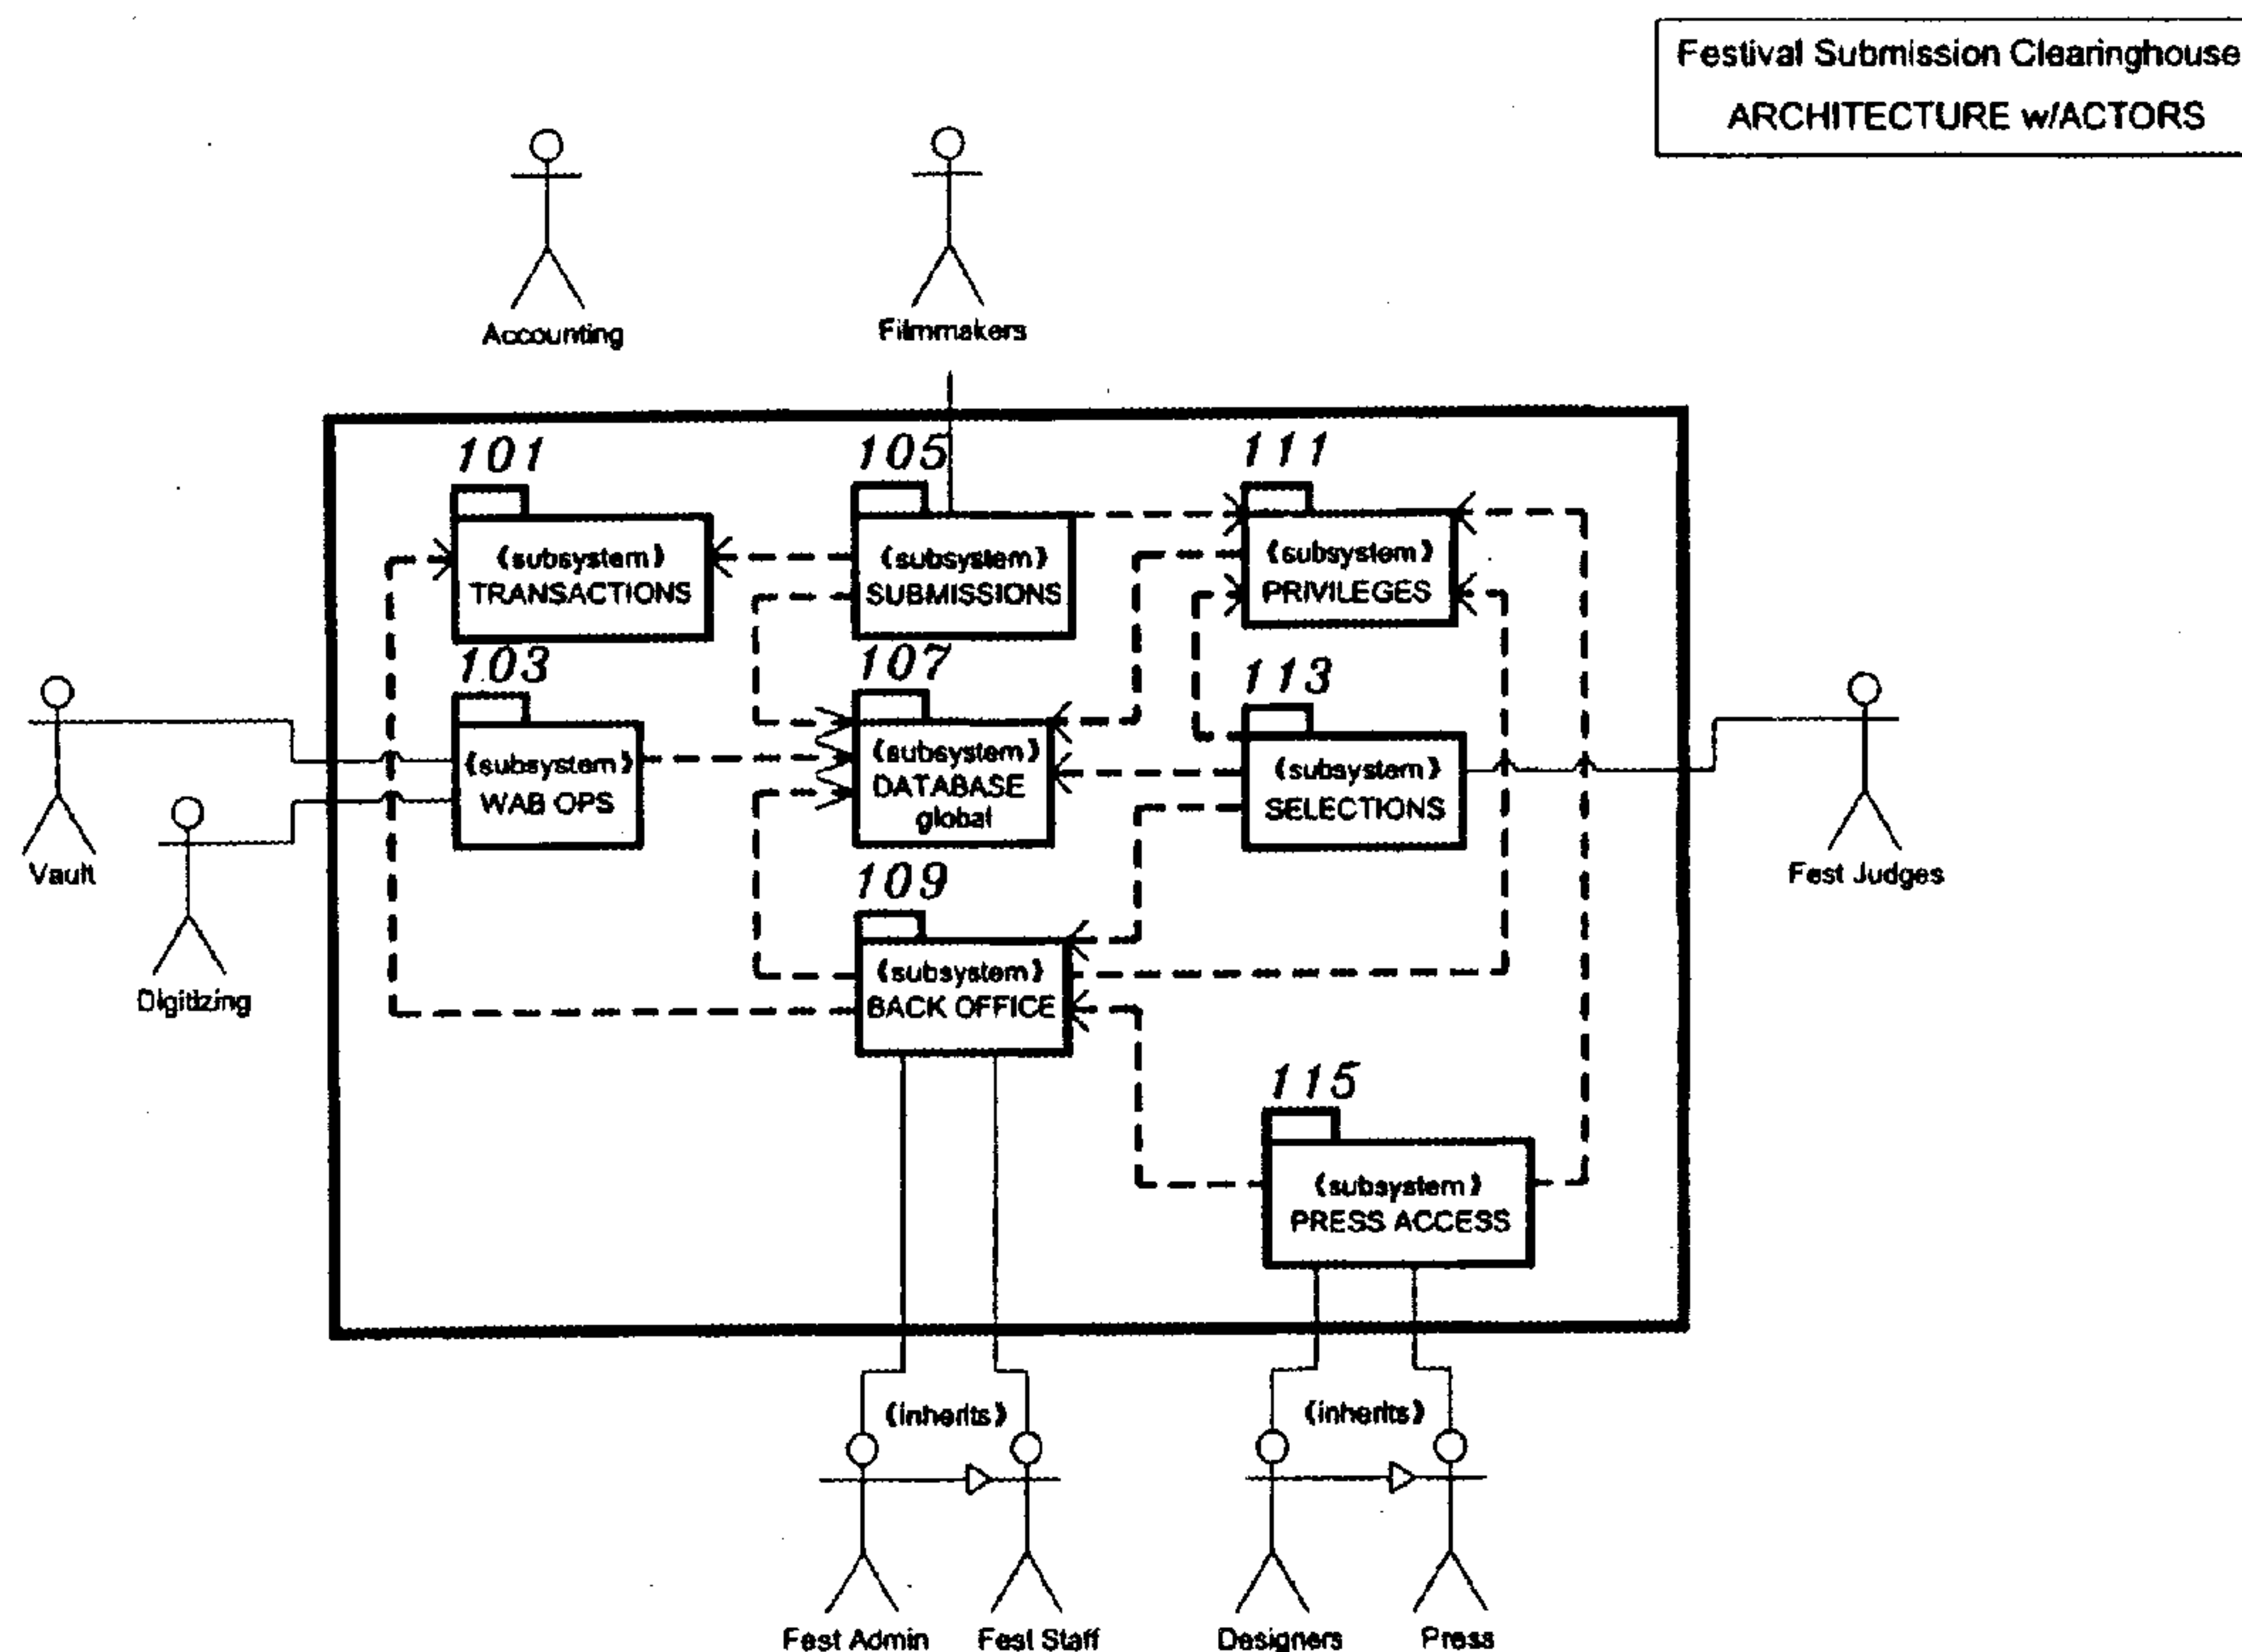 Festival Submission Clearinghouse
ARCHITECTURE w/ACTORS
Accounting
Filmmakers
101
105
111
{subsystem}
TRANSACTIONS
{subsystem}
SUBMISSIONS
{subsystem}
PRIVILEGES
103
107
113
{subsystem}
WAB OPS
{subsystem}
DATABASE
global
{subsystem}
SELECTIONS
Vault
Fest Judges
Digitizing
109
{subsystem}
BACK OFFICE
115
{subsystem}
PRESS ACCESS
{inherits}
{inherits}
Fest Admin
Fest Staff
Designers
Press